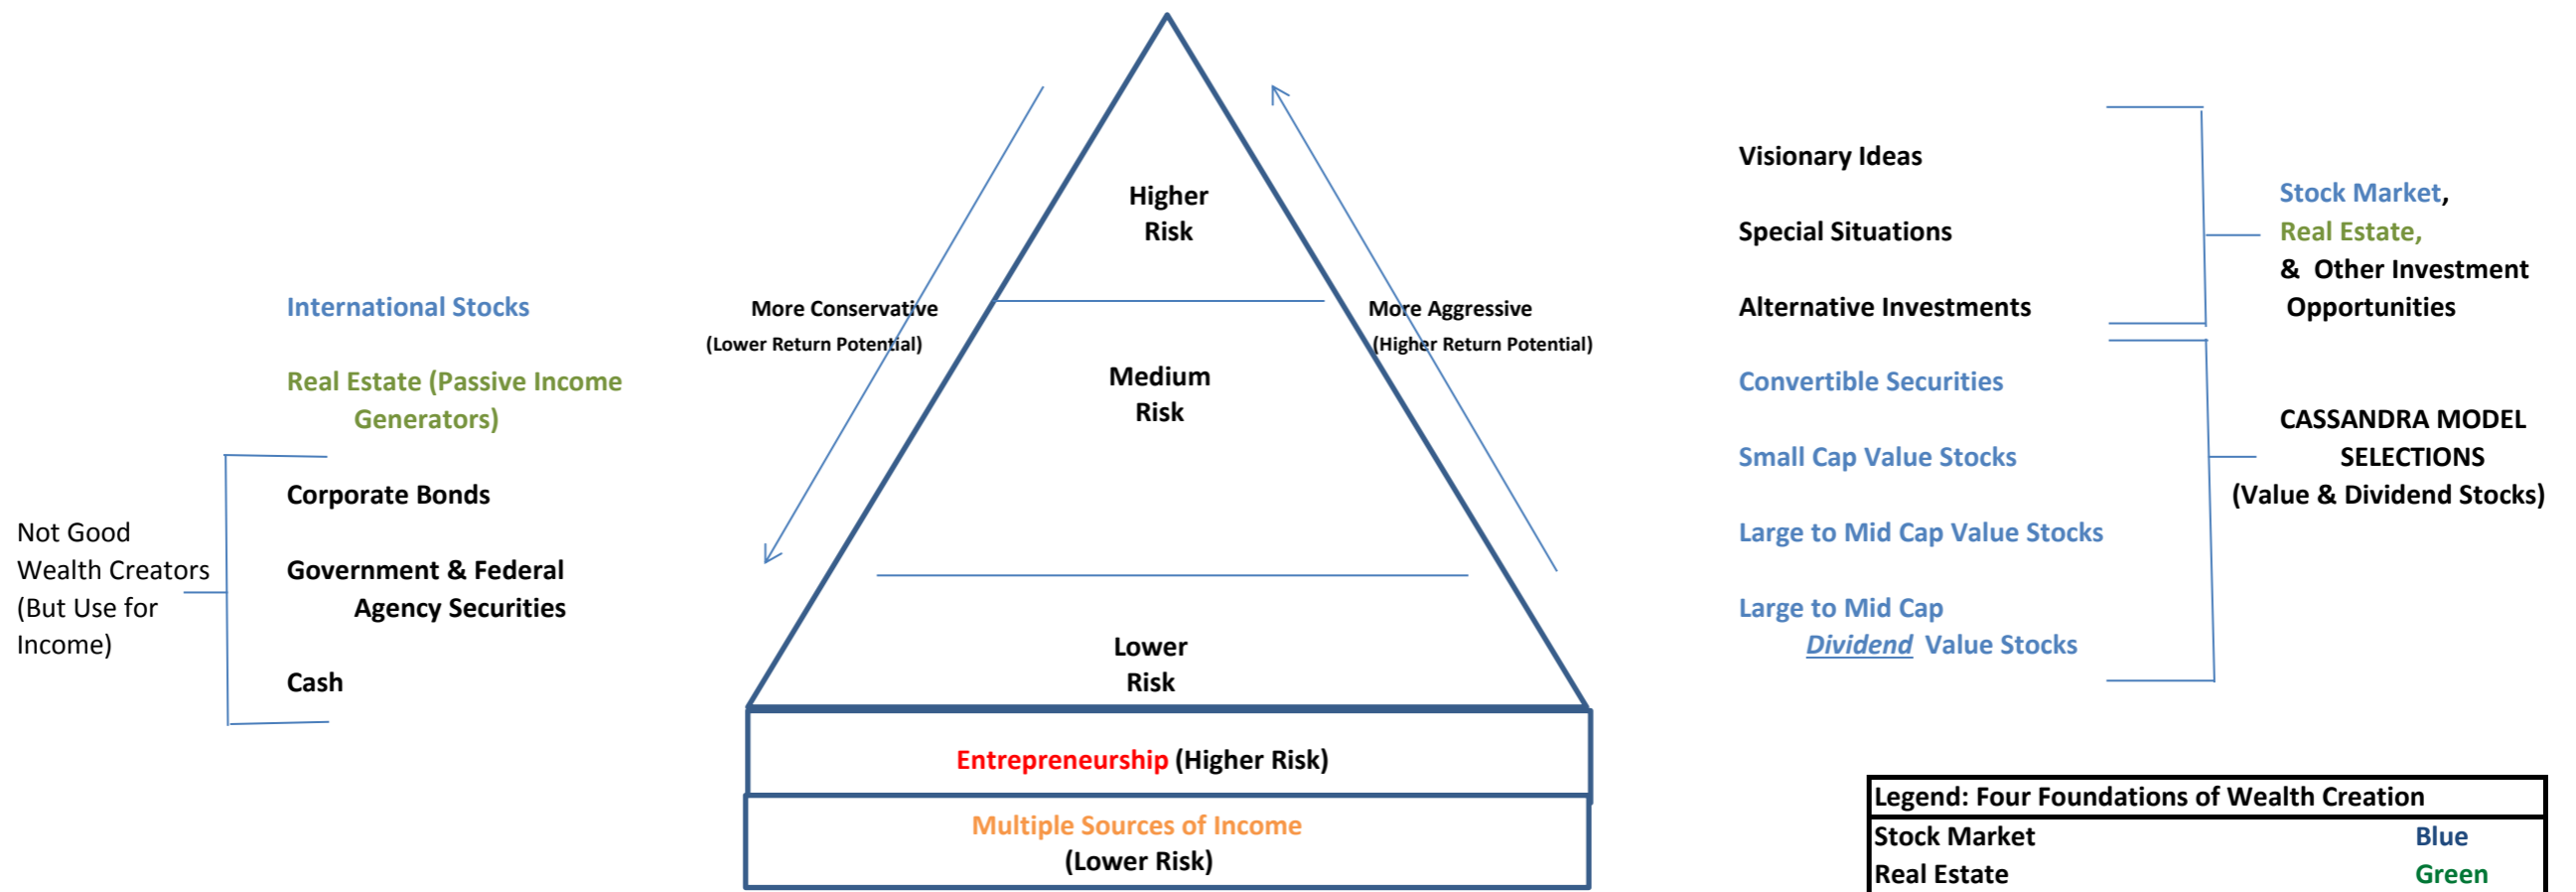 International Stocks
Real Estate (Passive Income
Generators)
Corporate Bonds
Government & Federal
Agency Securities
Cash
Not Good
Wealth Creators
(But Use for
Income)
More Conservative
(Lower Return Potential)
Higher
Risk
Medium
Risk
Lower
Risk
More Aggressive
(Higher Return Potential)
Entrepreneurship (Higher Risk)
Multiple Sources of Income
(Lower Risk)
Visionary Ideas
Special Situations
Alternative Investments
Convertible Securities
Small Cap Value Stocks
Large to Mid Cap Value Stocks
Large to Mid Cap
Dividend Value Stocks
Stock Market,
Real Estate,
& Other Investment
Opportunities
CASSANDRA MODEL
SELECTIONS
(Value & Dividend Stocks)
Legend: Four Foundations of Wealth Creation
Stock Market Blue
Real Estate Green